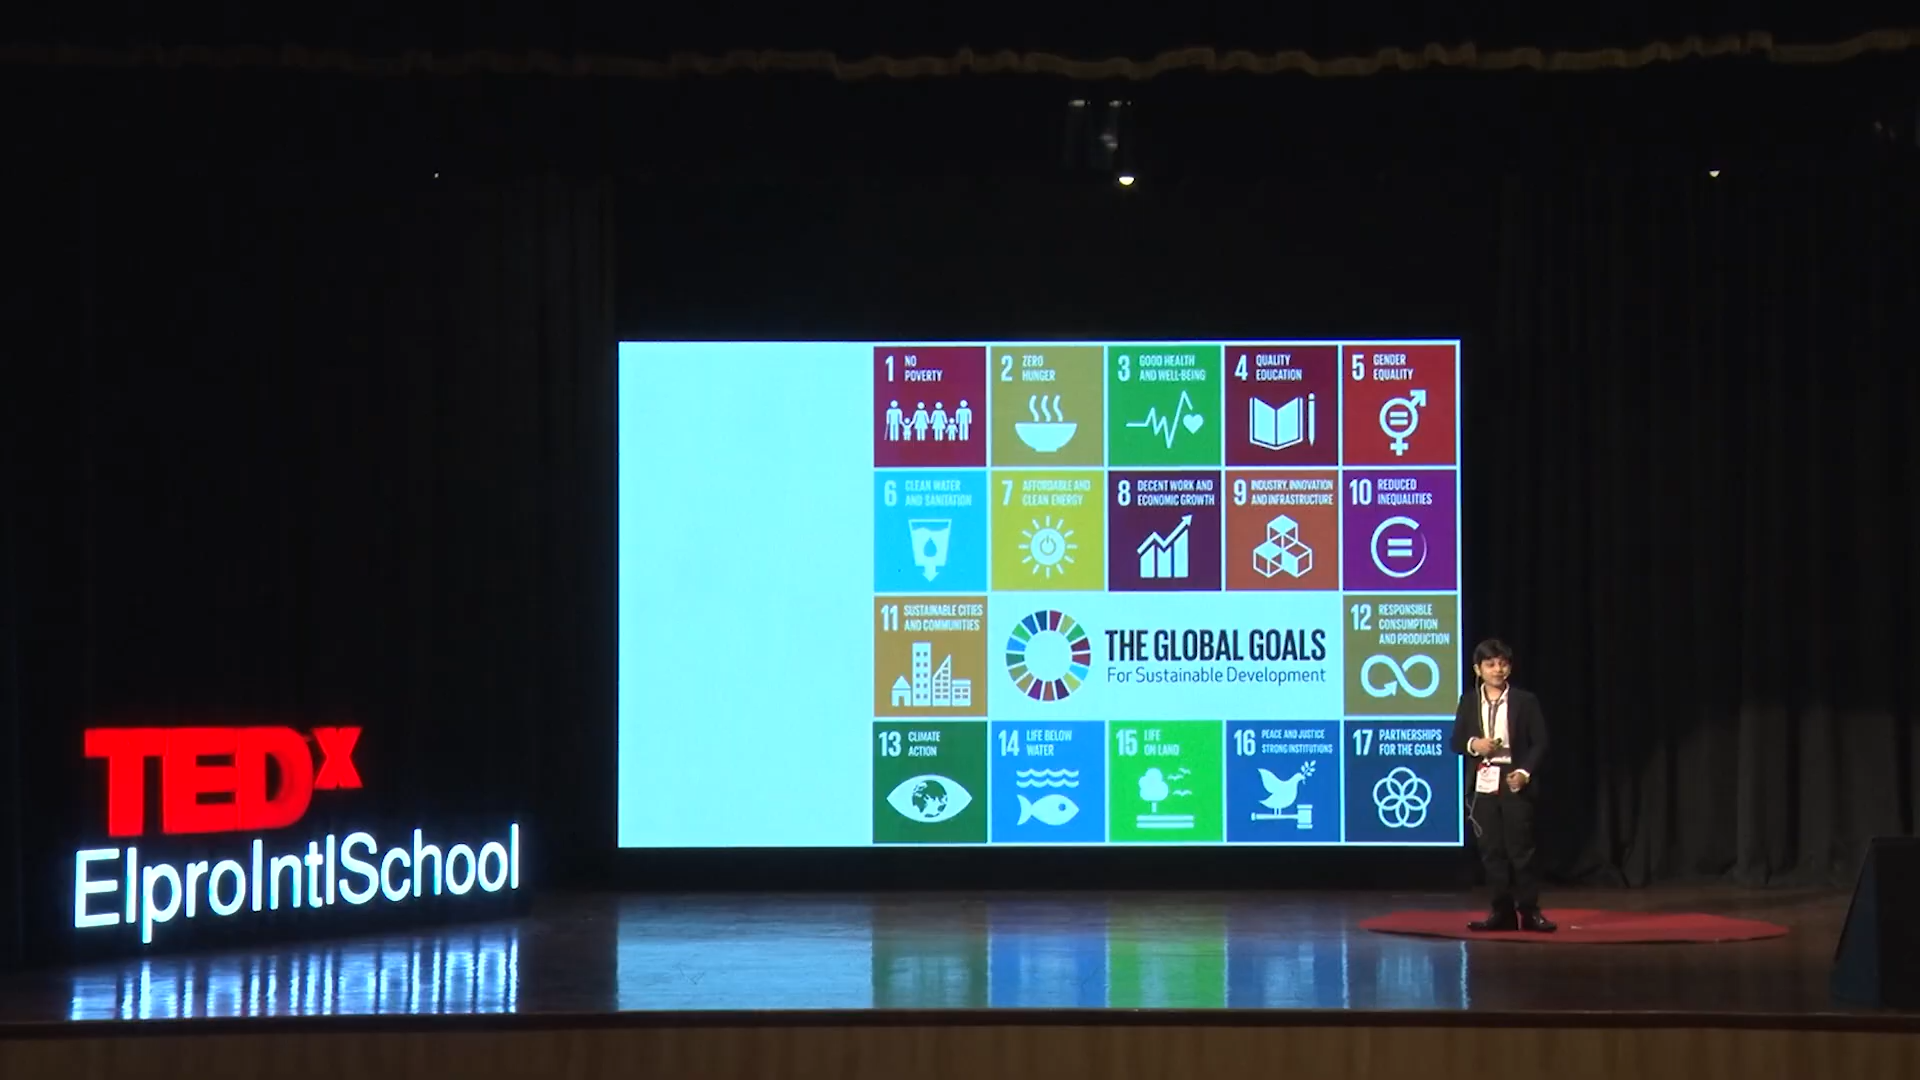 1 NO
POVERTY
2 ZERO
HUNGER
3 GOOD HEALTH
AND WELL-BEING
4 QUALITY
EDUCATION
5 GENDER
EQUALITY
6 CLEAN WATER
AND SANITATION
7 AFFORDABLE AND
CLEAN ENERGY
8 DECENT WORK AND
ECONOMIC GROWTH
9 INDUSTRY, INNOVATION
AND INFRASTRUCTURE
10 REDUCED
INEQUALITIES
11 SUSTAINABLE CITIES
AND COMMUNITIES
THE GLOBAL GOALS
For Sustainable Development
12 RESPONSIBLE
CONSUMPTION
AND PRODUCTION
13 CLIMATE
ACTION
14 LIFE BELOW
WATER
15 LIFE
ON LAND
16 PEACE AND JUSTICE
STRONG INSTITUTIONS
17 PARTNERSHIPS
FOR THE GOALS
TEDx
ElproIntlSchool